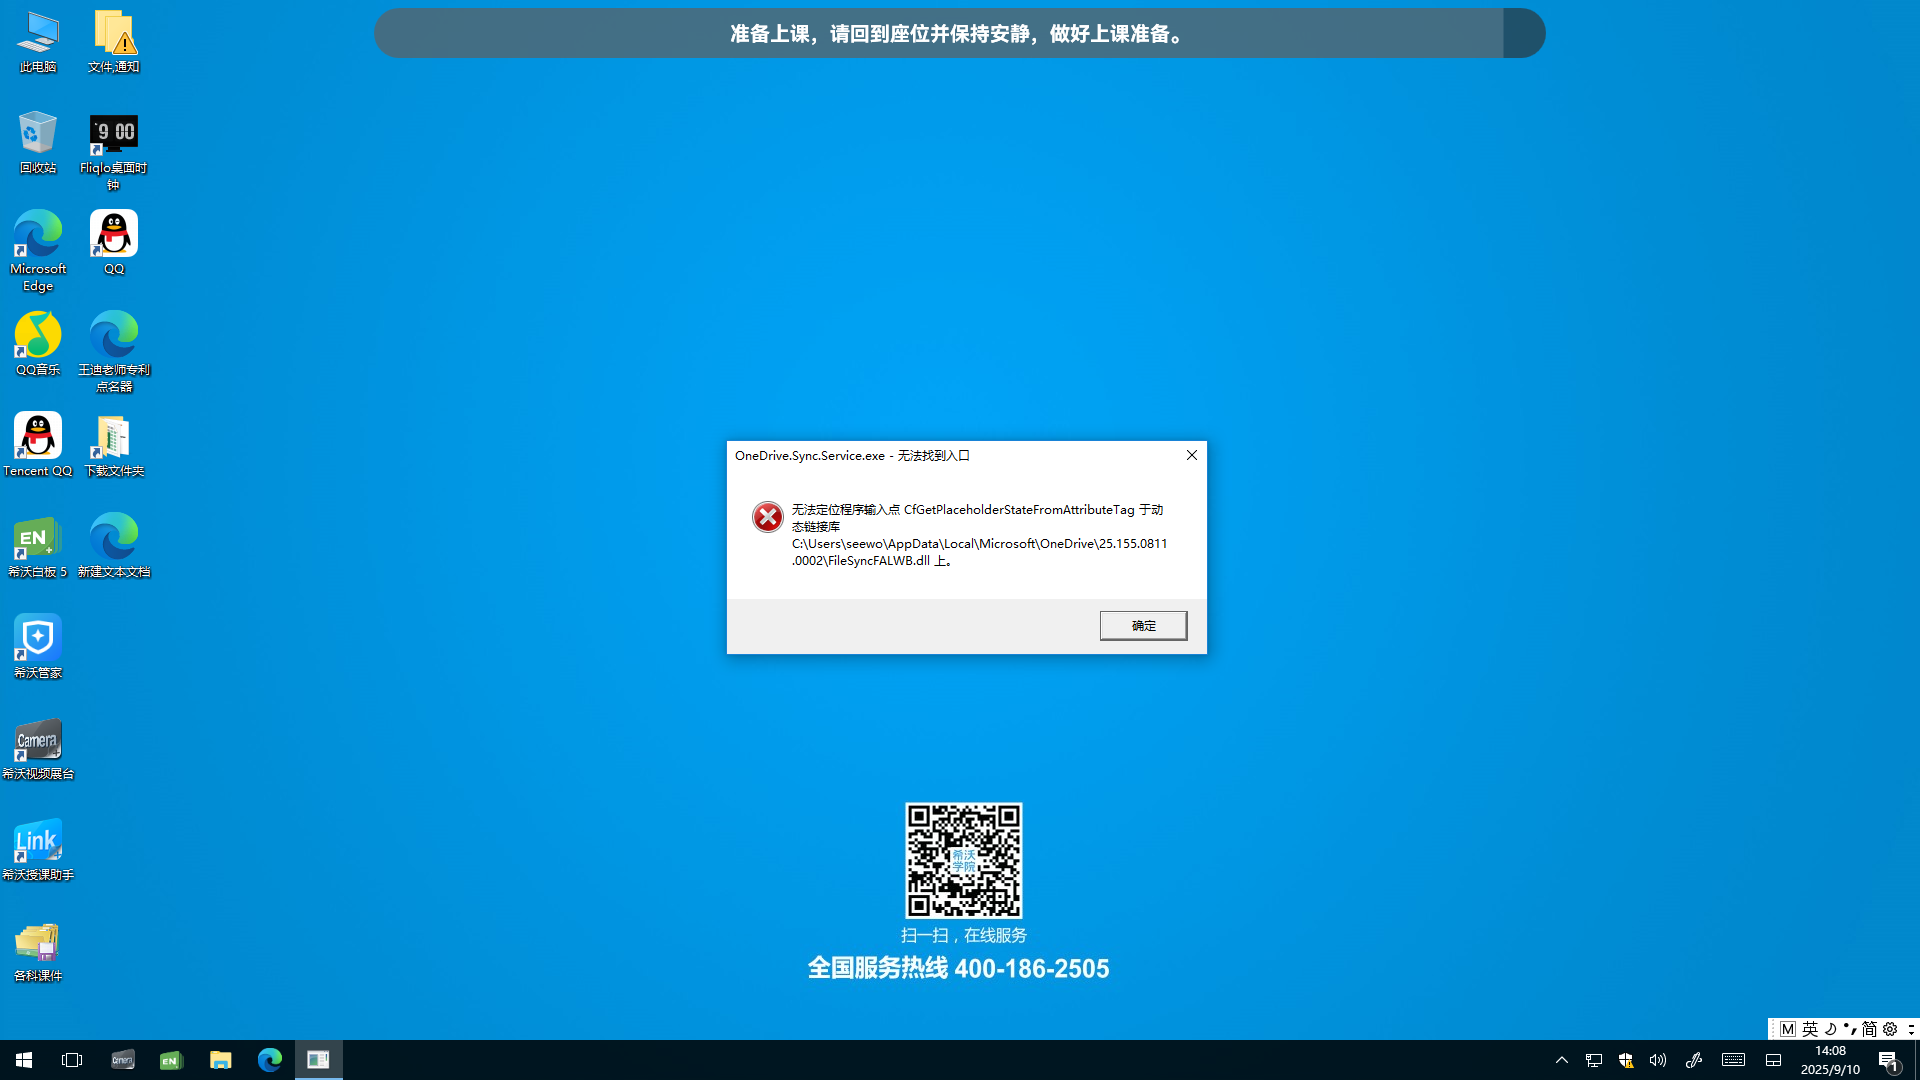 准备上课，请回到座位并保持安静，做好上课准备。
此电脑
文件,通知
回收站
9 00
Fliqlo桌面时
钟
Microsoft
Edge
QQ
QQ音乐
王迪老师专利
点名器
Tencent QQ
下载文件夹
EN
希沃白板 5
新建文本文档
希沃管家
Camera
希沃视频展台
Link
希沃授课助手
各科课件
OneDrive.Sync.Service.exe - 无法找到入口
无法定位程序输入点 CfGetPlaceholderStateFromAttributeTag 于动
态链接库
C:\Users\seewo\AppData\Local\Microsoft\OneDrive\25.155.0811
.0002\FileSyncFALWB.dll 上。
确定
希沃
学院
扫一扫，在线服务
全国服务热线 400-186-2505
M 英 简
Camera
EN
14:08
2025/9/10
1